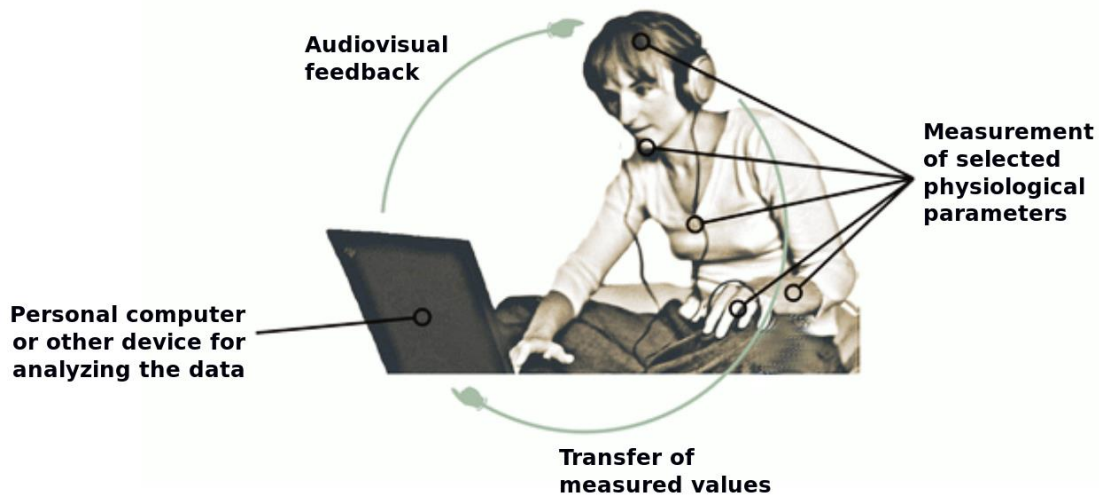 Audiovisual
feedback
Measurement
of selected
physiological
parameters
Personal computer
or other device for
analyzing the data
Transfer of
measured values